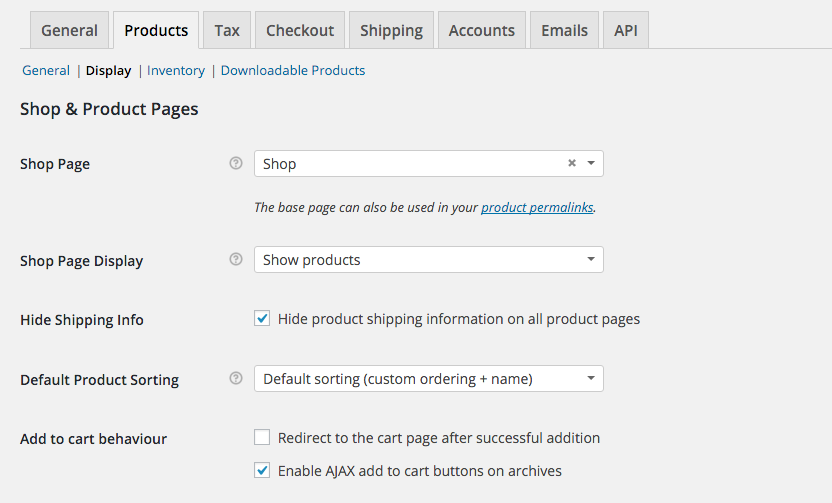 General Products Tax Checkout Shipping Accounts Emails API
General | Display | Inventory | Downloadable Products
Shop & Product Pages
Shop Page Shop
The base page can also be used in your product permalinks.
Shop Page Display Show products
Hide Shipping Info Hide product shipping information on all product pages
Default Product Sorting Default sorting (custom ordering + name)
Add to cart behaviour Redirect to the cart page after successful addition
Enable AJAX add to cart buttons on archives